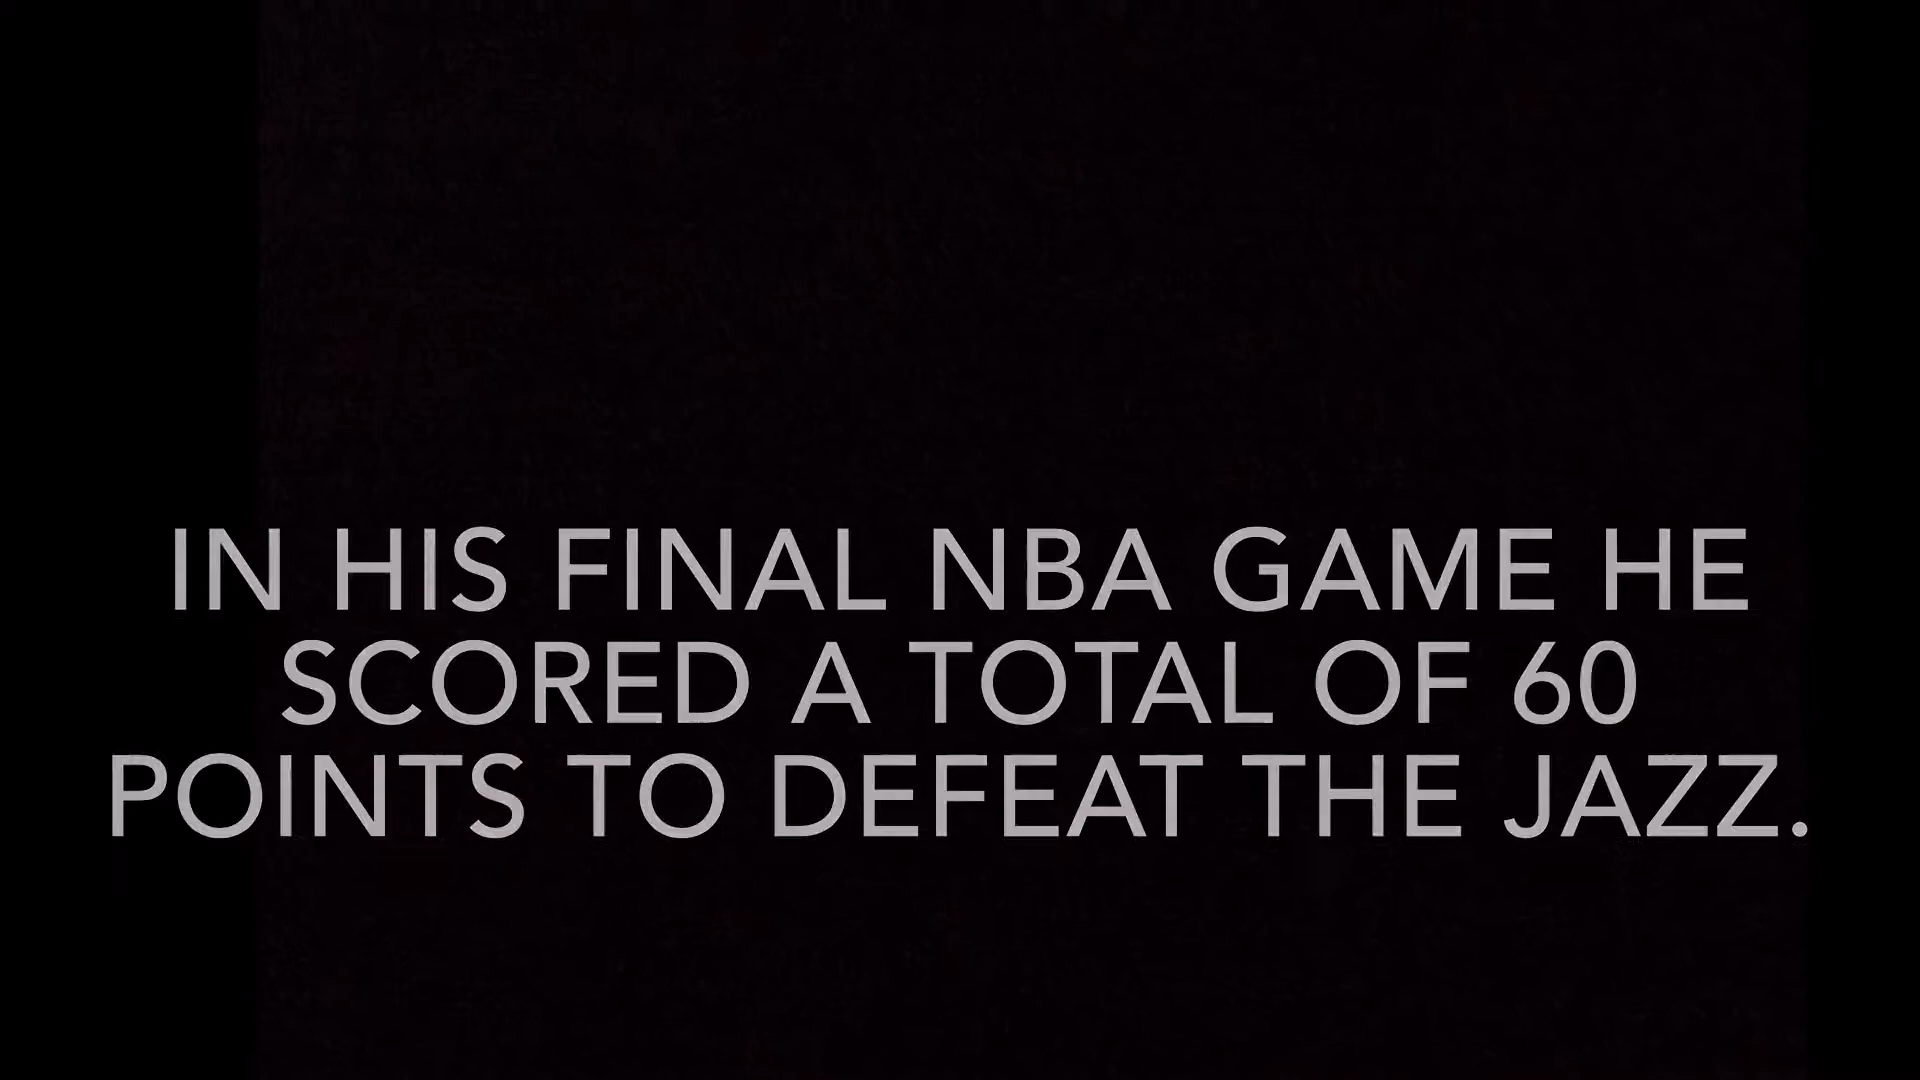 IN HIS FINAL NBA GAME HE
SCORED A TOTAL OF 60
POINTS TO DEFEAT THE JAZZ.